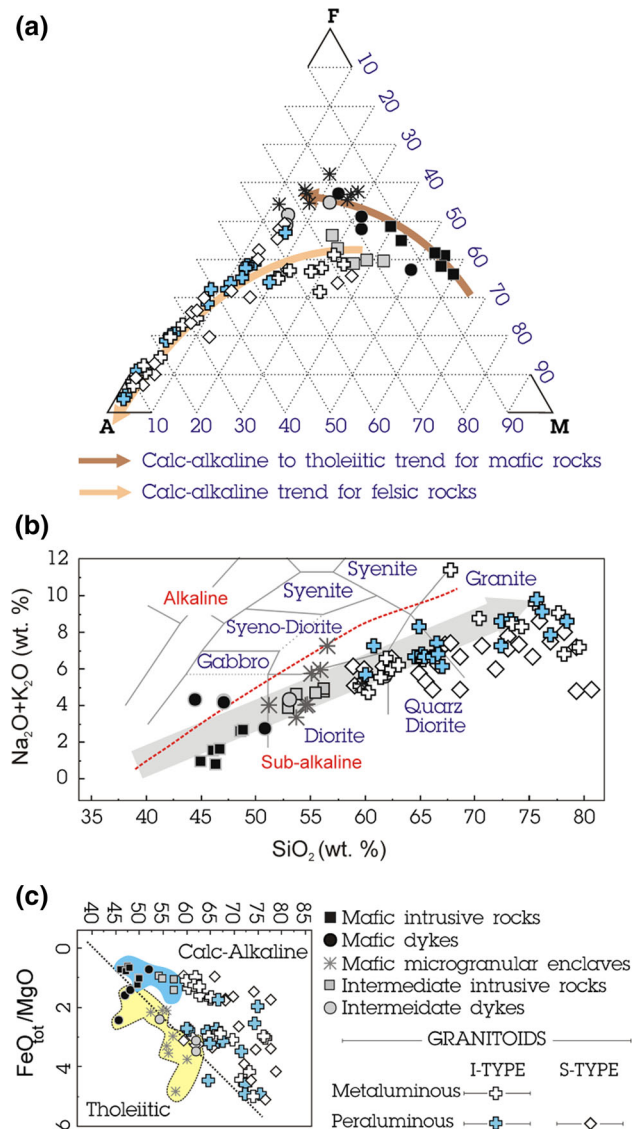 (a)
F
10
20
30
40
50
60
70
80
90
A
10 20 30 40 50 60 70 80 90
M
Calc-alkaline to tholeiitic trend for mafic rocks
Calc-alkaline trend for felsic rocks
(b)
12
10
8
6
4
2
0
Na2O+K2O (wt. %)
Alkaline
Syenite
Syenite
Syenite
Granite
Syeno-Diorite
Gabbro
Diorite
Quarz
Diorite
Sub-alkaline
35 40 45 50 55 60 65 70 75 80
SiO2 (wt. %)
(c)
40 45 50 55 60 65 70 75 80 85
0
2
4
6
FeOtot/MgO
Calc-Alkaline
Tholeiitic
Mafic intrusive rocks
Mafic dykes
Mafic microgranular enclaves
Intermediate intrusive rocks
Intermeidate dykes
GRANITOIDS
I-TYPE S-TYPE
Metaluminous
Peraluminous